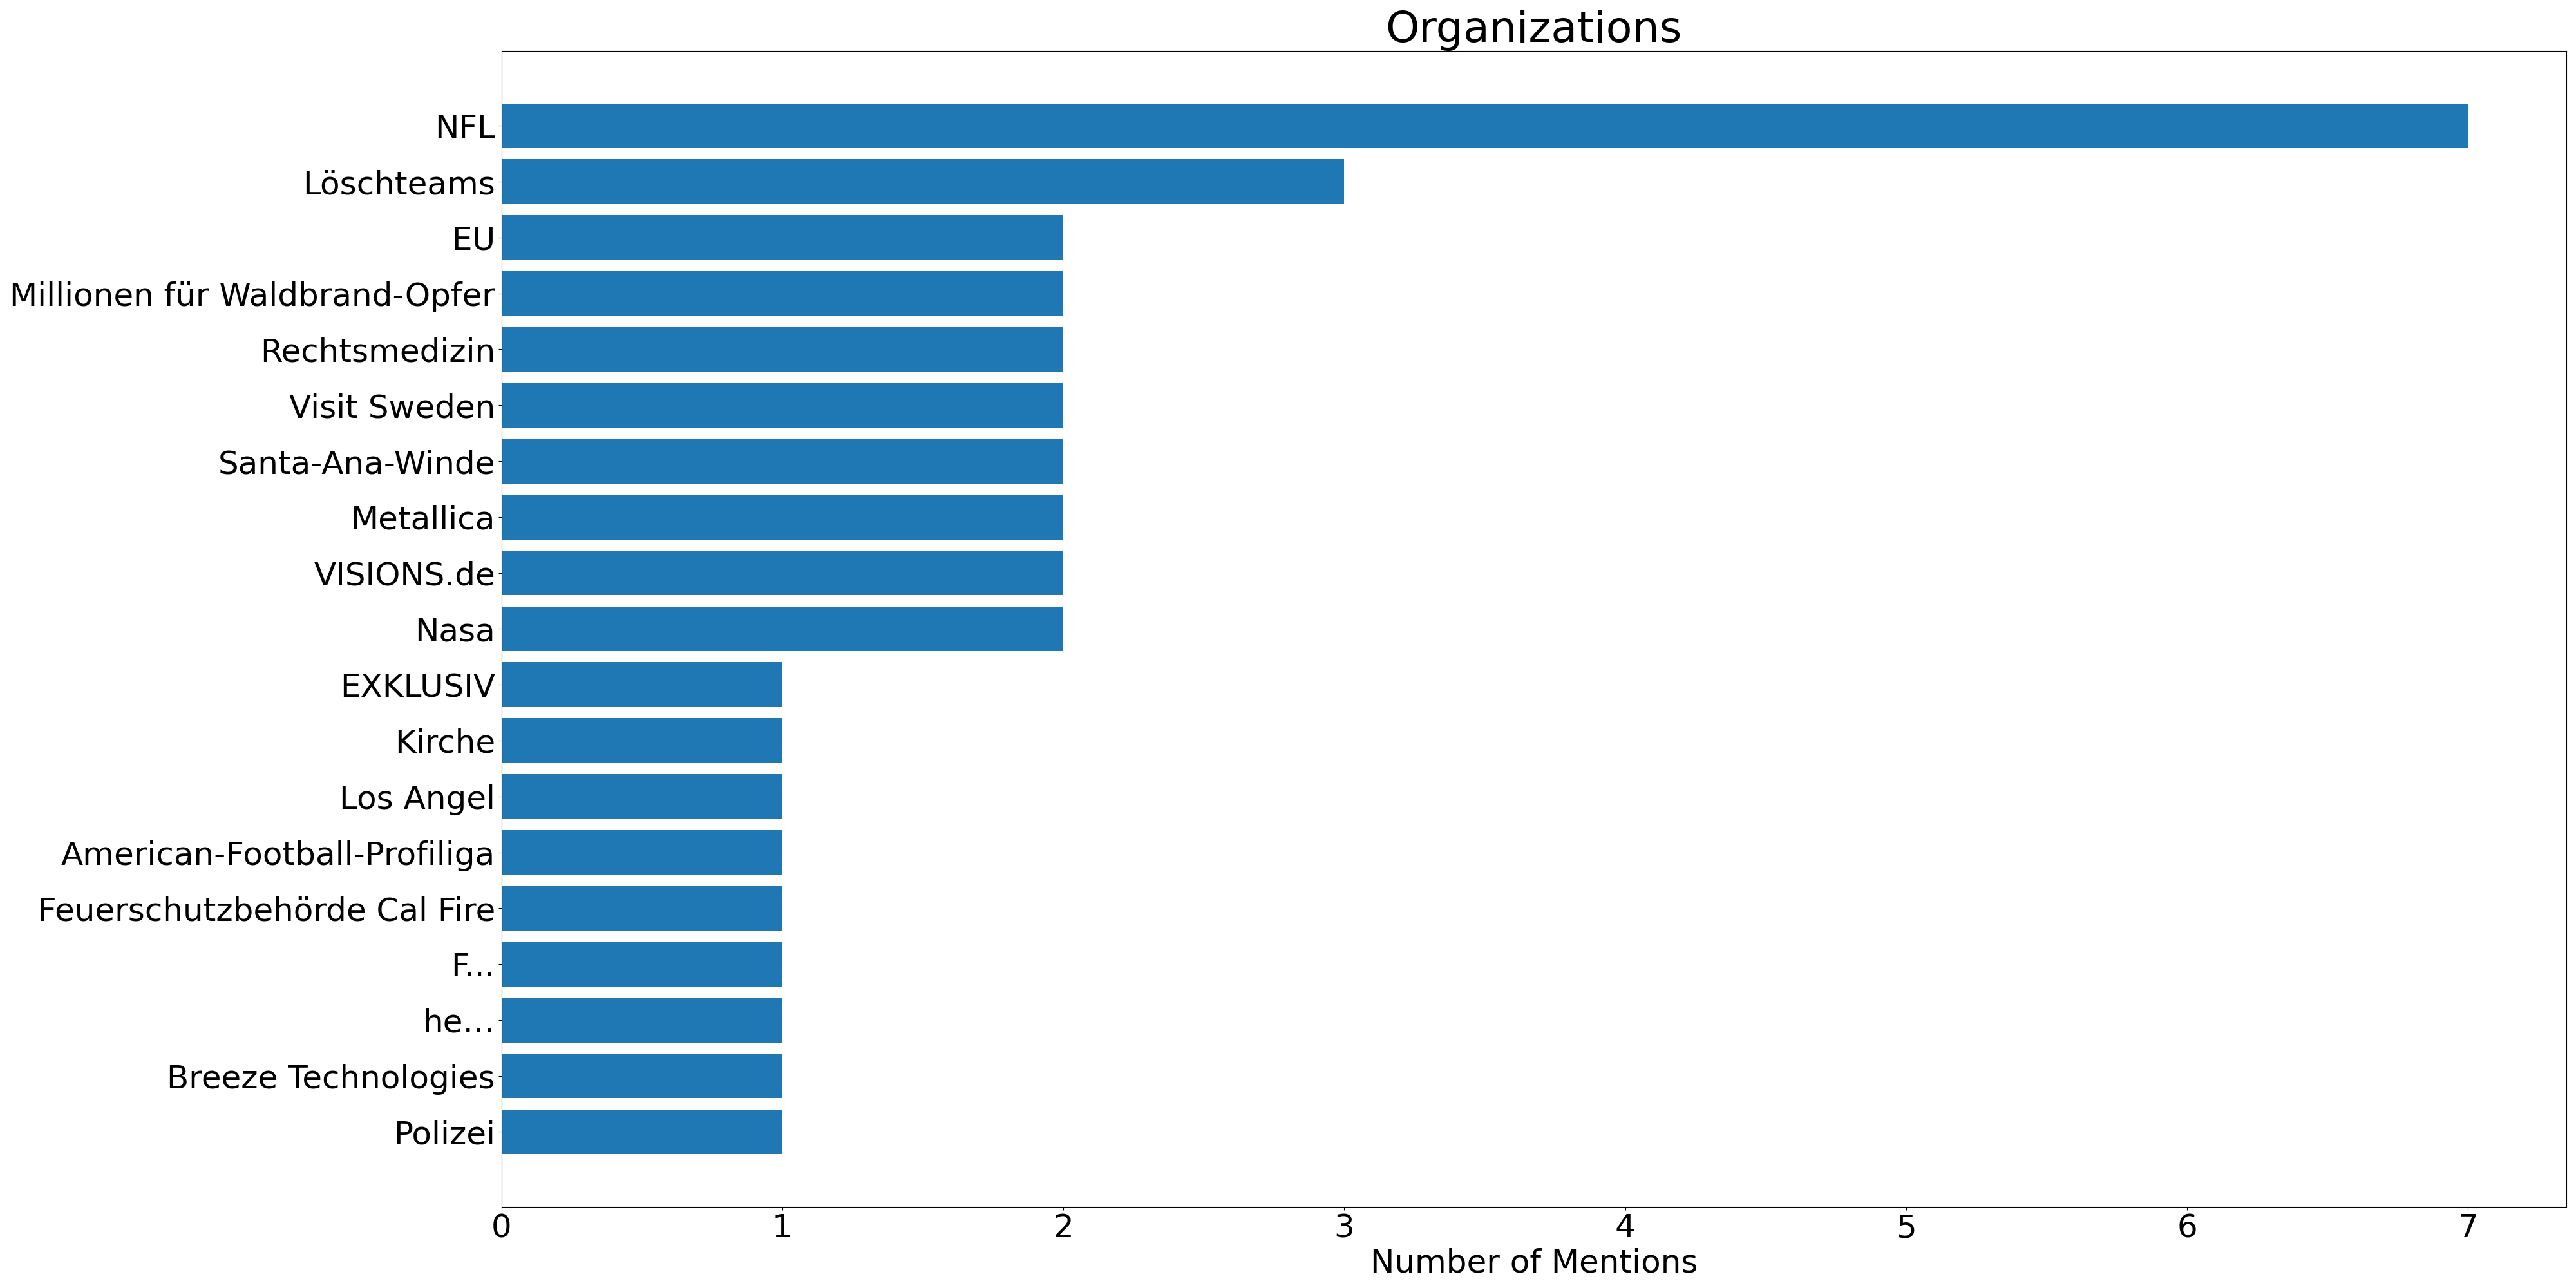 Organizations
NFL
Löschteams
EU
Millionen für Waldbrand-Opfer
Rechtsmedizin
Visit Sweden
Santa-Ana-Winde
Metallica
VISIONS.de
Nasa
EXKLUSIV
Kirche
Los Angel
American-Football-Profiliga
Feuerschutzbehörde Cal Fire
F...
he...
Breeze Technologies
Polizei
0 1 2 3 4 5 6 7
Number of Mentions